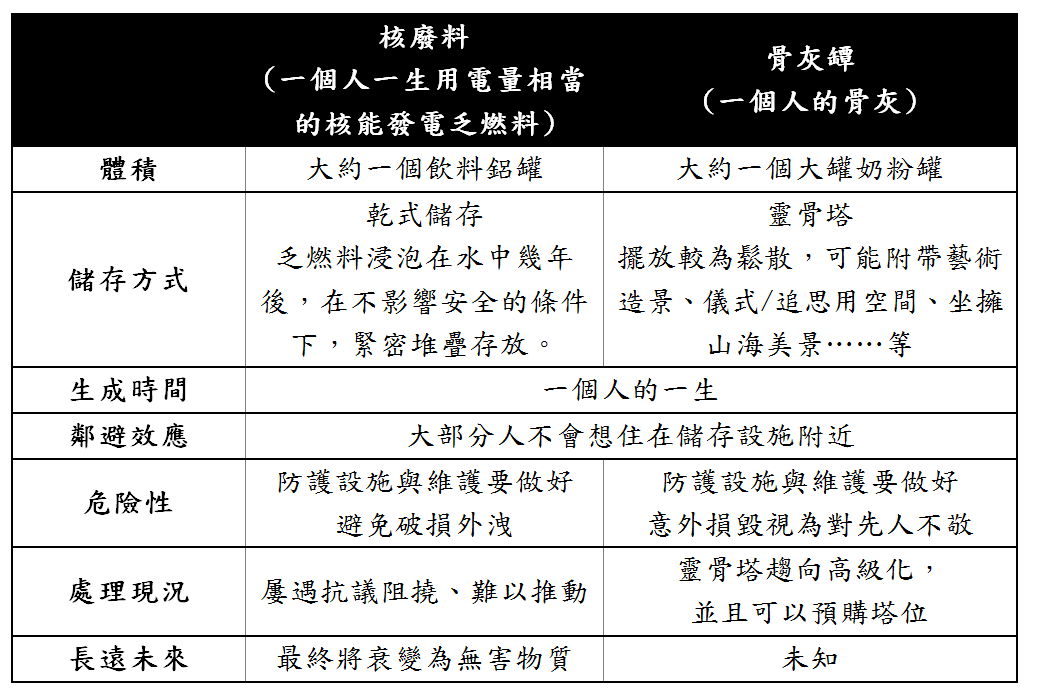 核廢料
（一個人一生用電量相當
的核能發電乏燃料）
骨灰罈
（一個人的骨灰）
體積
大約一個飲料鋁罐
大約一個大罐奶粉罐
儲存方式
乾式儲存
乏燃料浸泡在水中幾年
後，在不影響安全的條件
下，緊密堆疊存放。
靈骨塔
擺放較為鬆散，可能附帶藝術
造景、儀式/追思用空間、坐擁
山海美景……等
生成時間
一個人的一生
鄰避效應
大部分人不會想住在儲存設施附近
危險性
防護設施與維護要做好
避免破損外洩
防護設施與維護要做好
意外損毀視為對先人不敬
處理現況
屢遇抗議阻撓、難以推動
靈骨塔趨向高級化，
並且可以預購塔位
長遠未來
最終將衰變為無害物質
未知